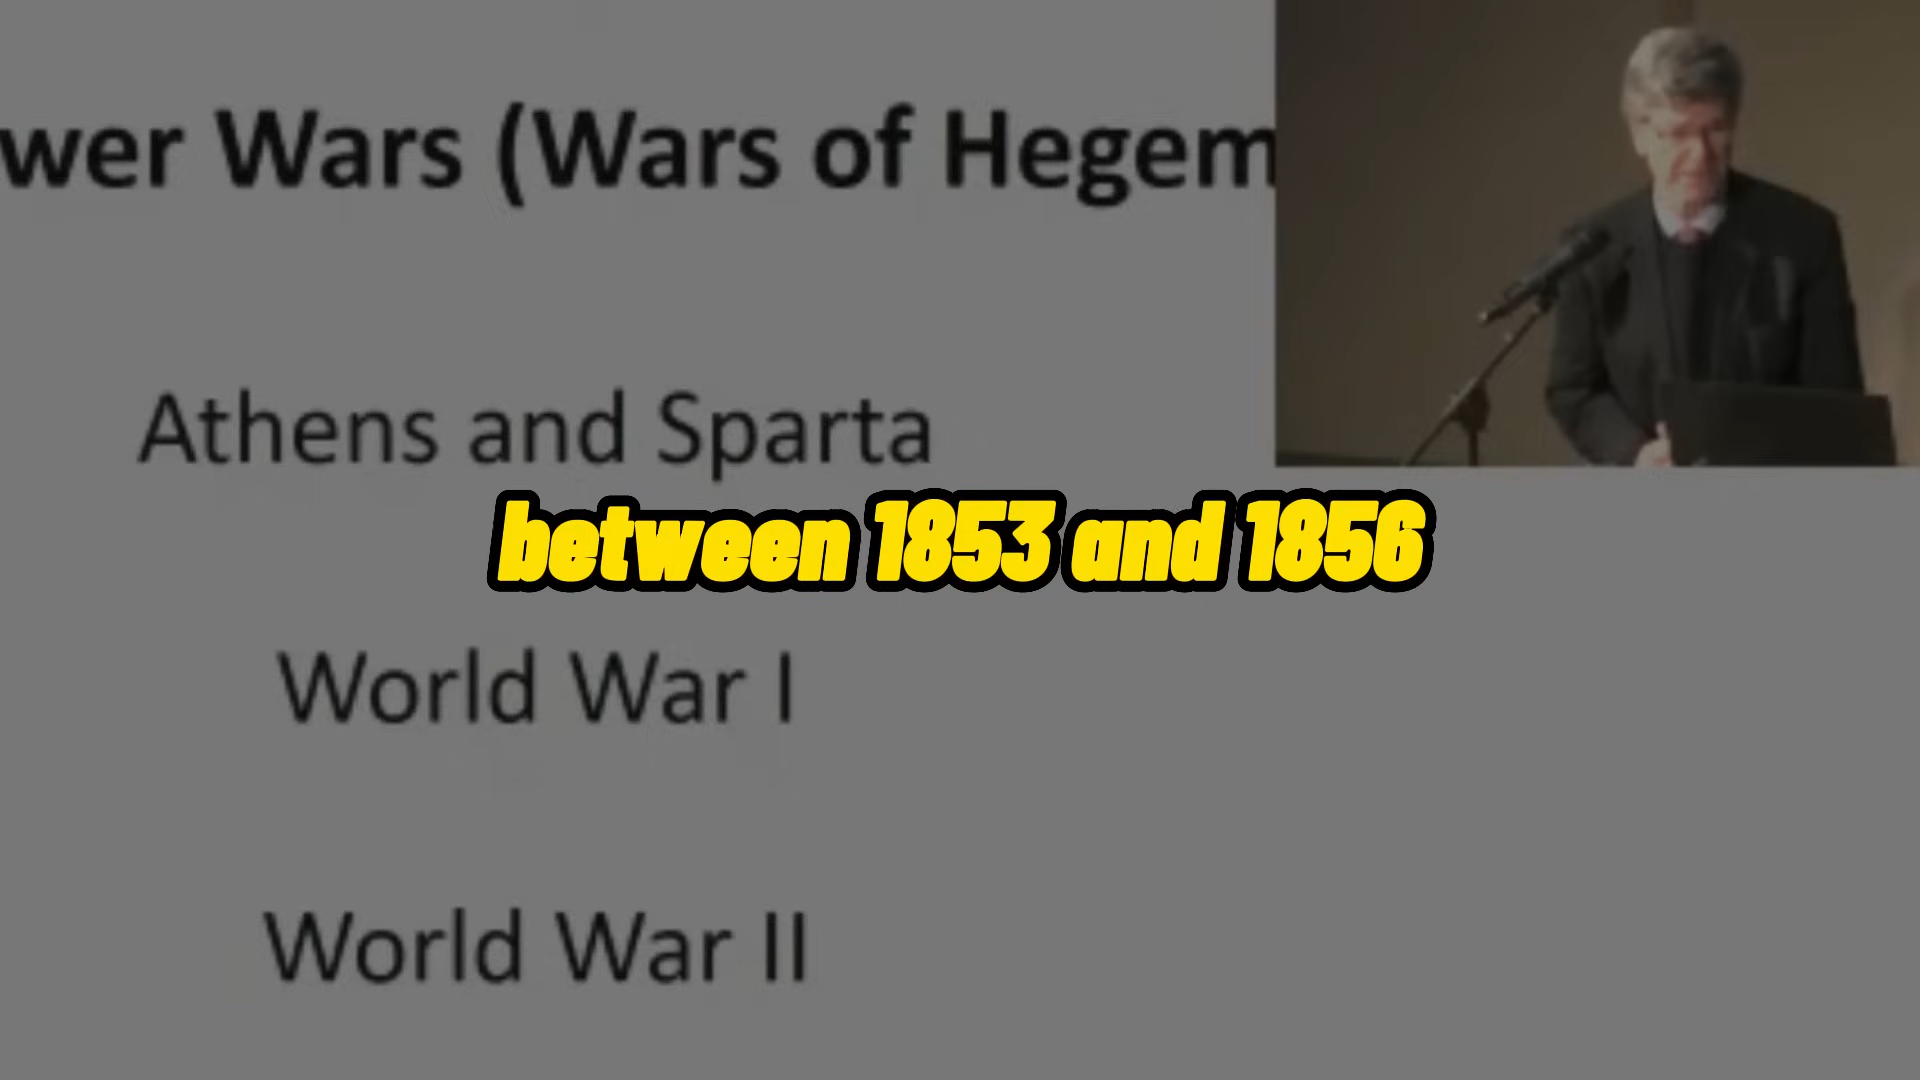 wer Wars (Wars of Hegem
Athens and Sparta
between 1853 and 1856
World War I
World War II